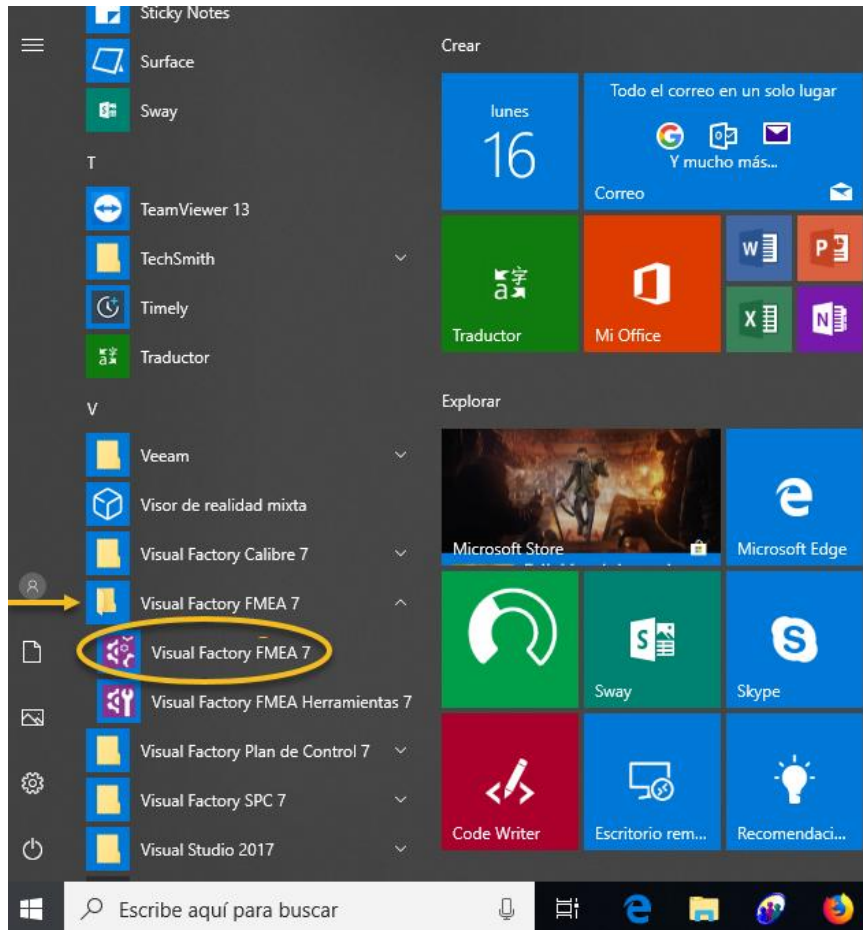 Sticky Notes
Surface
Sway
T
TeamViewer 13
TechSmith
Timely
Traductor
V
Veeam
Visor de realidad mixta
Visual Factory Calibre 7
Visual Factory FMEA 7
Visual Factory FMEA 7
Visual Factory FMEA Herramientas 7
Visual Factory Plan de Control 7
Visual Factory SPC 7
Visual Studio 2017
Crear
lunes
16
Todo el correo en un solo lugar
Y mucho más...
Correo
Traductor
Mi Office
Explorar
Microsoft Store
Microsoft Edge
Sway
Skype
Code Writer
Escritorio rem...
Recomendaci...
Escribe aquí para buscar